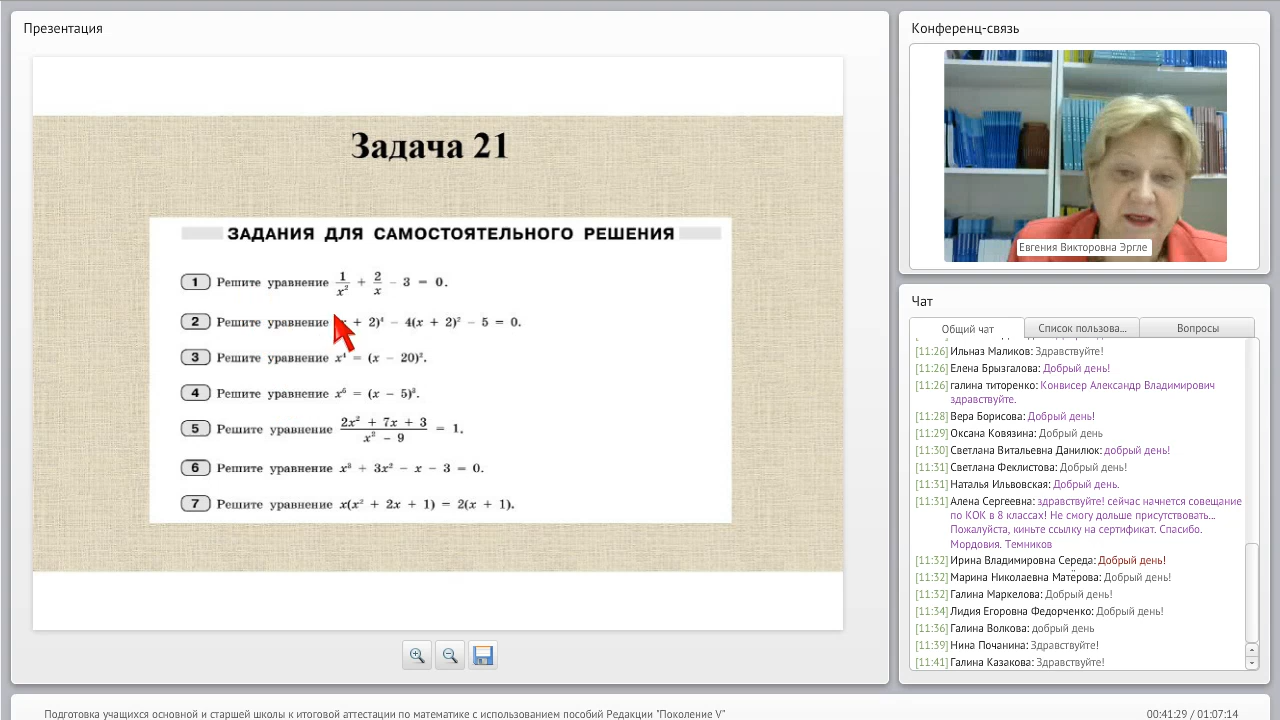 Презентация
Задача 21
ЗАДАНИЯ ДЛЯ САМОСТОЯТЕЛЬНОГО РЕШЕНИЯ
1 Решите уравнение 1/x² + 2/x − 3 = 0.
2 Решите уравнение + 2)⁴ − 4(x + 2)² − 5 = 0.
3 Решите уравнение x⁴ = (x − 20)².
4 Решите уравнение x⁶ = (x − 5)³.
5 Решите уравнение (2x² + 7x + 3)/(x² − 9) = 1.
6 Решите уравнение x³ + 3x² − x − 3 = 0.
7 Решите уравнение x(x² + 2x + 1) = 2(x + 1).
Конференц-связь
Евгения Викторовна Эргле
Чат
Общий чат Список пользова... Вопросы
[11:26] Ильназ Маликов: Здравствуйте!
[11:26] Елена Брызгалова: Добрый день!
[11:26] галина титоренко: Конвисер Александр Владимирович
здравствуйте.
[11:28] Вера Борисова: Добрый день!
[11:29] Оксана Ковязина: Добрый день
[11:30] Светлана Витальевна Данилюк: добрый день!
[11:31] Светлана Феклистова: Добрый день!
[11:31] Наталья Ильвовская: Добрый день.
[11:31] Алена Сергеевна: здравствуйте! сейчас начнется совещание
по КОК в 8 классах! Не смогу дольше присутствовать...
Пожалуйста, киньте ссылку на сертификат. Спасибо.
Мордовия. Темников
[11:32] Ирина Владимировна Середа: Добрый день!
[11:32] Марина Николаевна Матёрова: Добрый день!
[11:32] Галина Маркелова: Добрый день!
[11:34] Лидия Егоровна Федорченко: Добрый день!
[11:36] Галина Волкова: добрый день
[11:39] Нина Почанина: Здравствуйте!
[11:41] Галина Казакова: Здравствуйте!
Подготовка учащихся основной и старшей школы к итоговой аттестации по математике с использованием пособий Редакции "Поколение V"
00:41:29 / 01:07:14